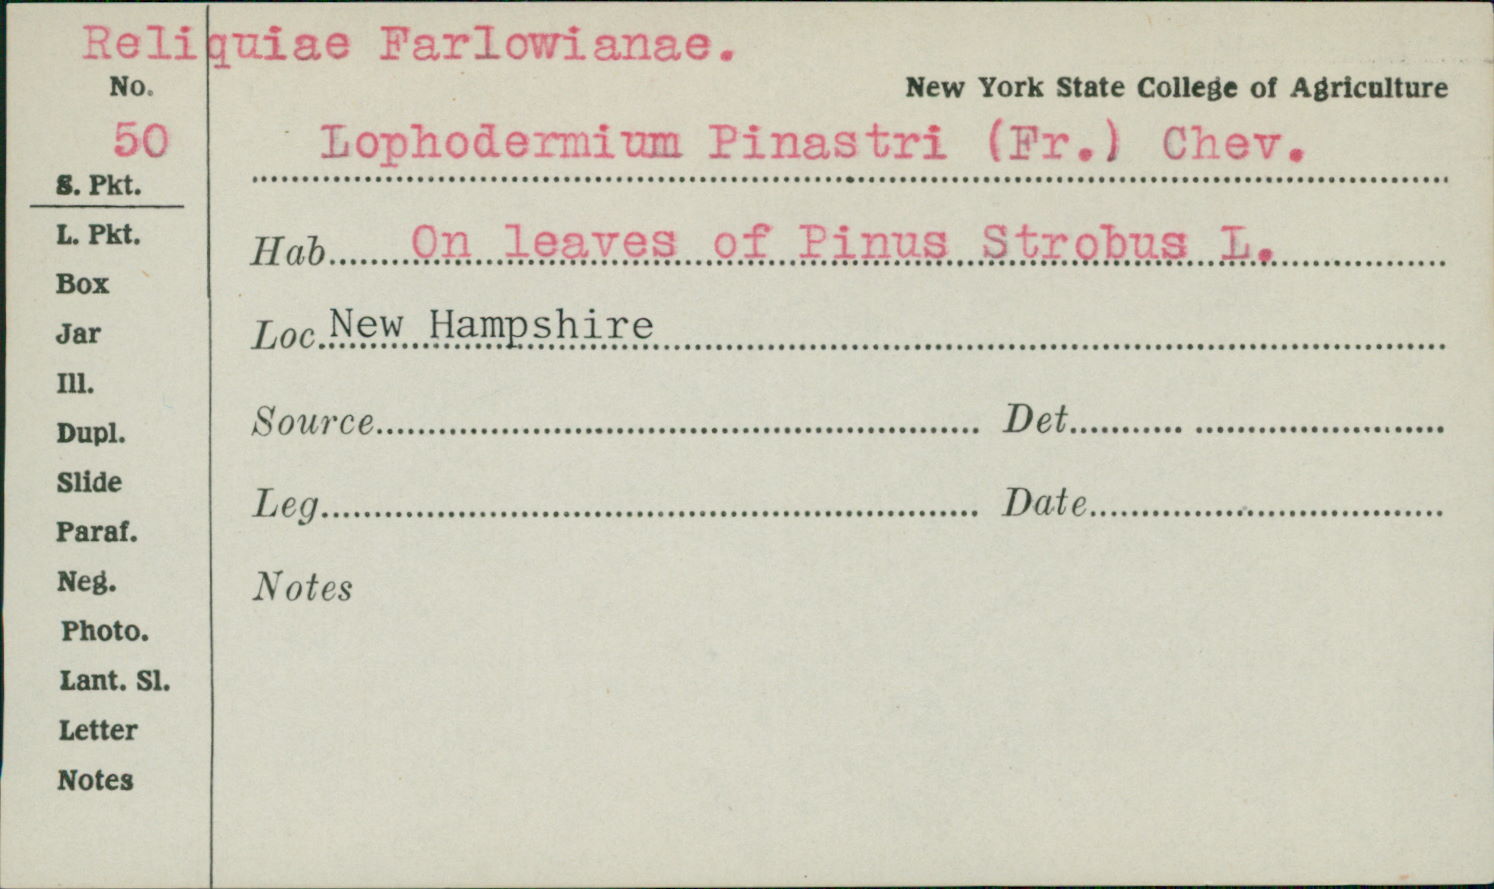 Reliquiae Farlowianae.
No.
New York State College of Agriculture
50
Lophodermium Pinastri (Fr.) Chev.
S. Pkt.
L. Pkt.
Hab. On leaves of Pinus Strobus L.
Box
Loc. New Hampshire
Jar
Ill.
Source Det.
Dupl.
Slide
Leg. Date
Paraf.
Neg.
Notes
Photo.
Lant. Sl.
Letter
Notes